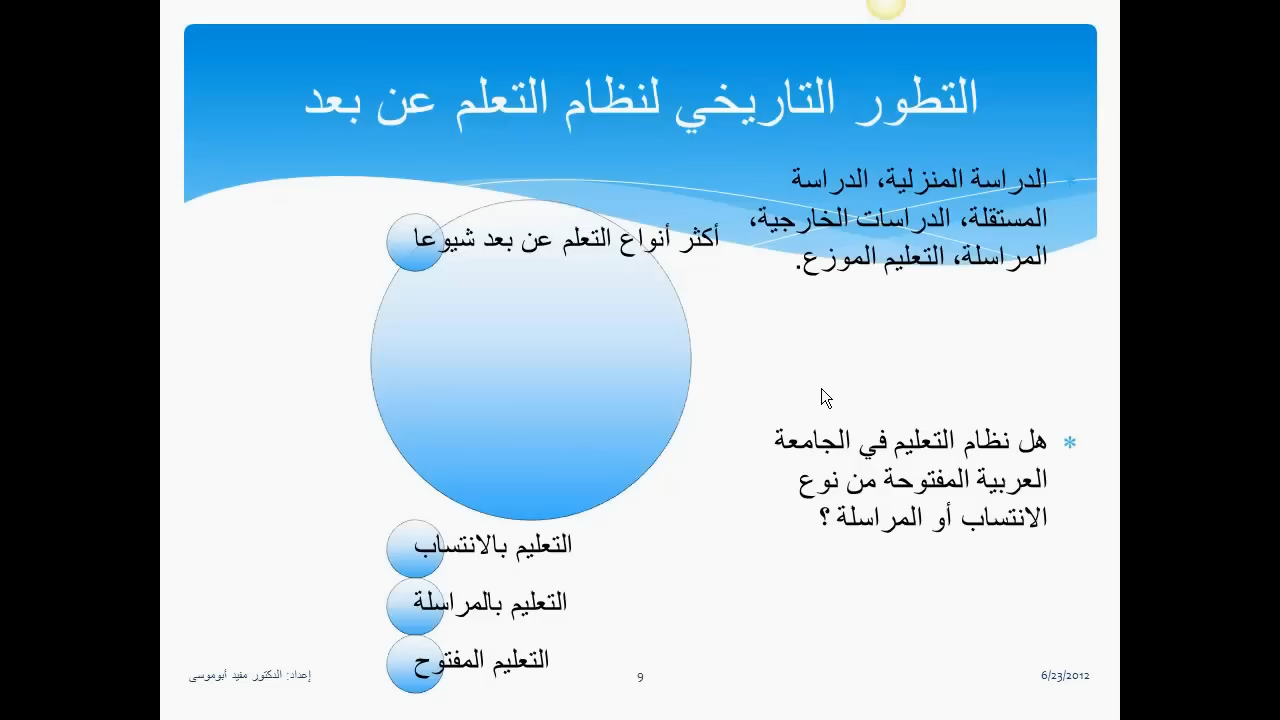 التطور التاريخي لنظام التعلم عن بعد
الدراسة المنزلية، الدراسة
المستقلة، الدراسات الخارجية،
المراسلة، التعليم الموزع.
هل نظام التعليم في الجامعة
العربية المفتوحة من نوع
الانتساب أو المراسلة ؟
أكثر أنواع التعلم عن بعد شيوعا
التعليم بالانتساب
التعليم بالمراسلة
التعليم المفتوح
6/23/2012
9
إعداد: الدكتور مفيد أبوموسى